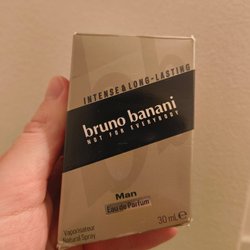 INTENSE & LONG-LASTING
bruno banani
NOT FOR EVERYBODY
Man
Eau de Parfum
Vaporisateur
Natural Spray
30 ml e